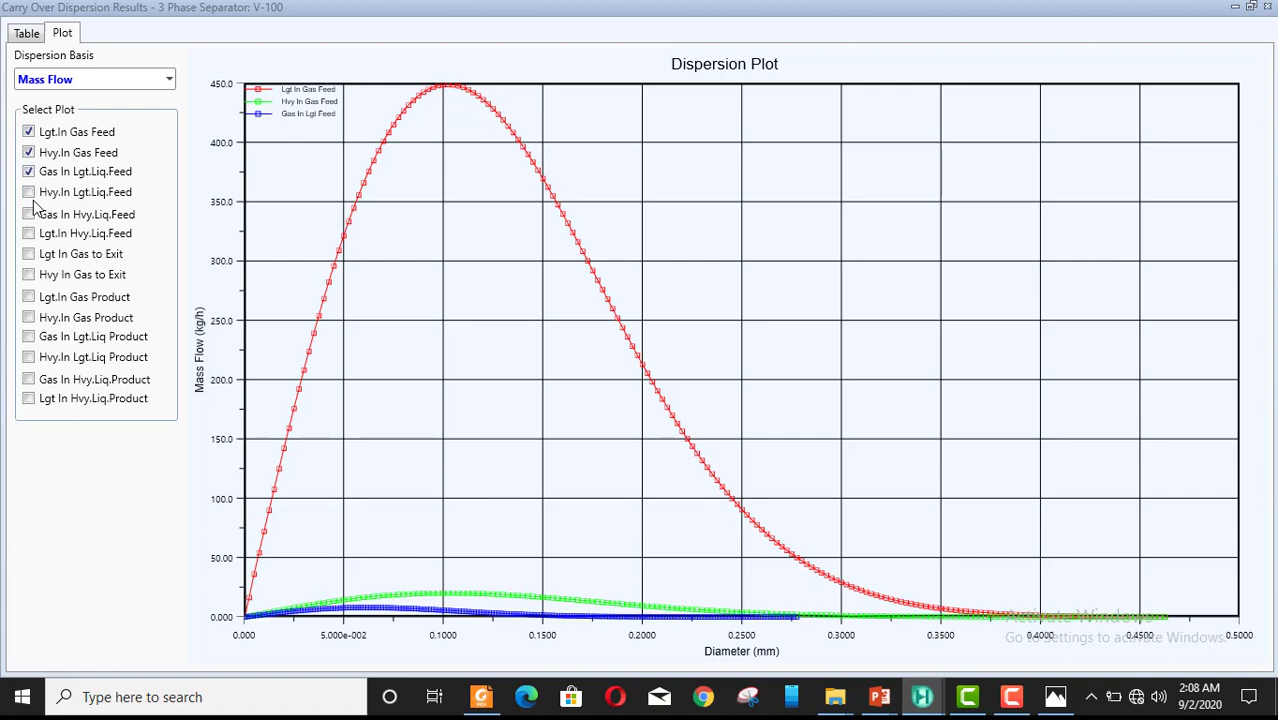 Carry Over Dispersion Results - 3 Phase Separator: V-100
Table Plot
Dispersion Basis
Mass Flow
Select Plot
Lgt.In Gas Feed
Hvy.In Gas Feed
Gas In Lgt.Liq.Feed
Hvy.In Lgt.Liq.Feed
Gas In Hvy.Liq.Feed
Lgt.In Hvy.Liq.Feed
Lgt In Gas to Exit
Hvy In Gas to Exit
Lgt.In Gas Product
Hvy.In Gas Product
Gas In Lgt.Liq Product
Hvy.In Lgt.Liq Product
Gas In Hvy.Liq.Product
Lgt In Hvy.Liq.Product
Dispersion Plot
Lgt In Gas Feed
Hvy In Gas Feed
Gas In Lgt Feed
450.0
400.0
350.0
300.0
250.0
200.0
150.0
100.0
50.00
0.000
Mass Flow (kg/h)
0.000 5.000e-002 0.1000 0.1500 0.2000 0.2500 0.3000 0.3500 0.4000 0.4500 0.5000
Diameter (mm)
Activate Windows
Go to Settings to activate Windows.
Type here to search
2:08 AM
9/2/2020